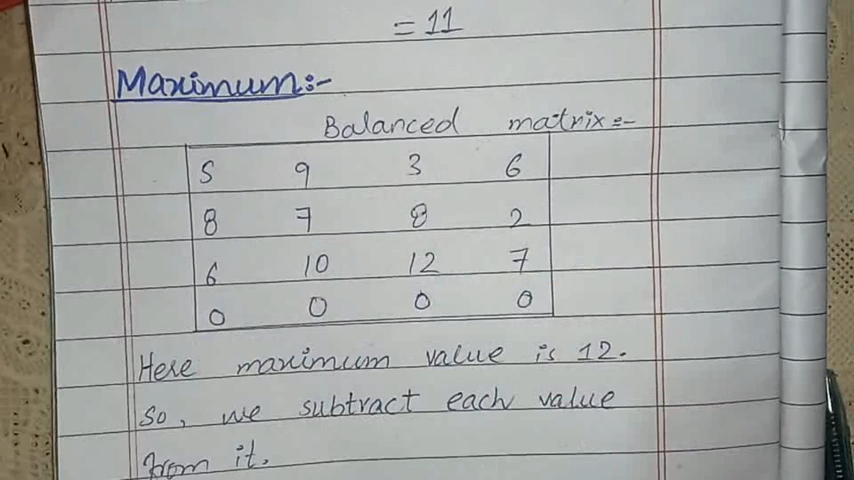 = 11
Maximum:-
Balanced matrix:-
5 9 3 6
8 7 8 2
6 10 12 7
0 0 0 0
Here maximum value is 12.
So, we subtract each value
from it.